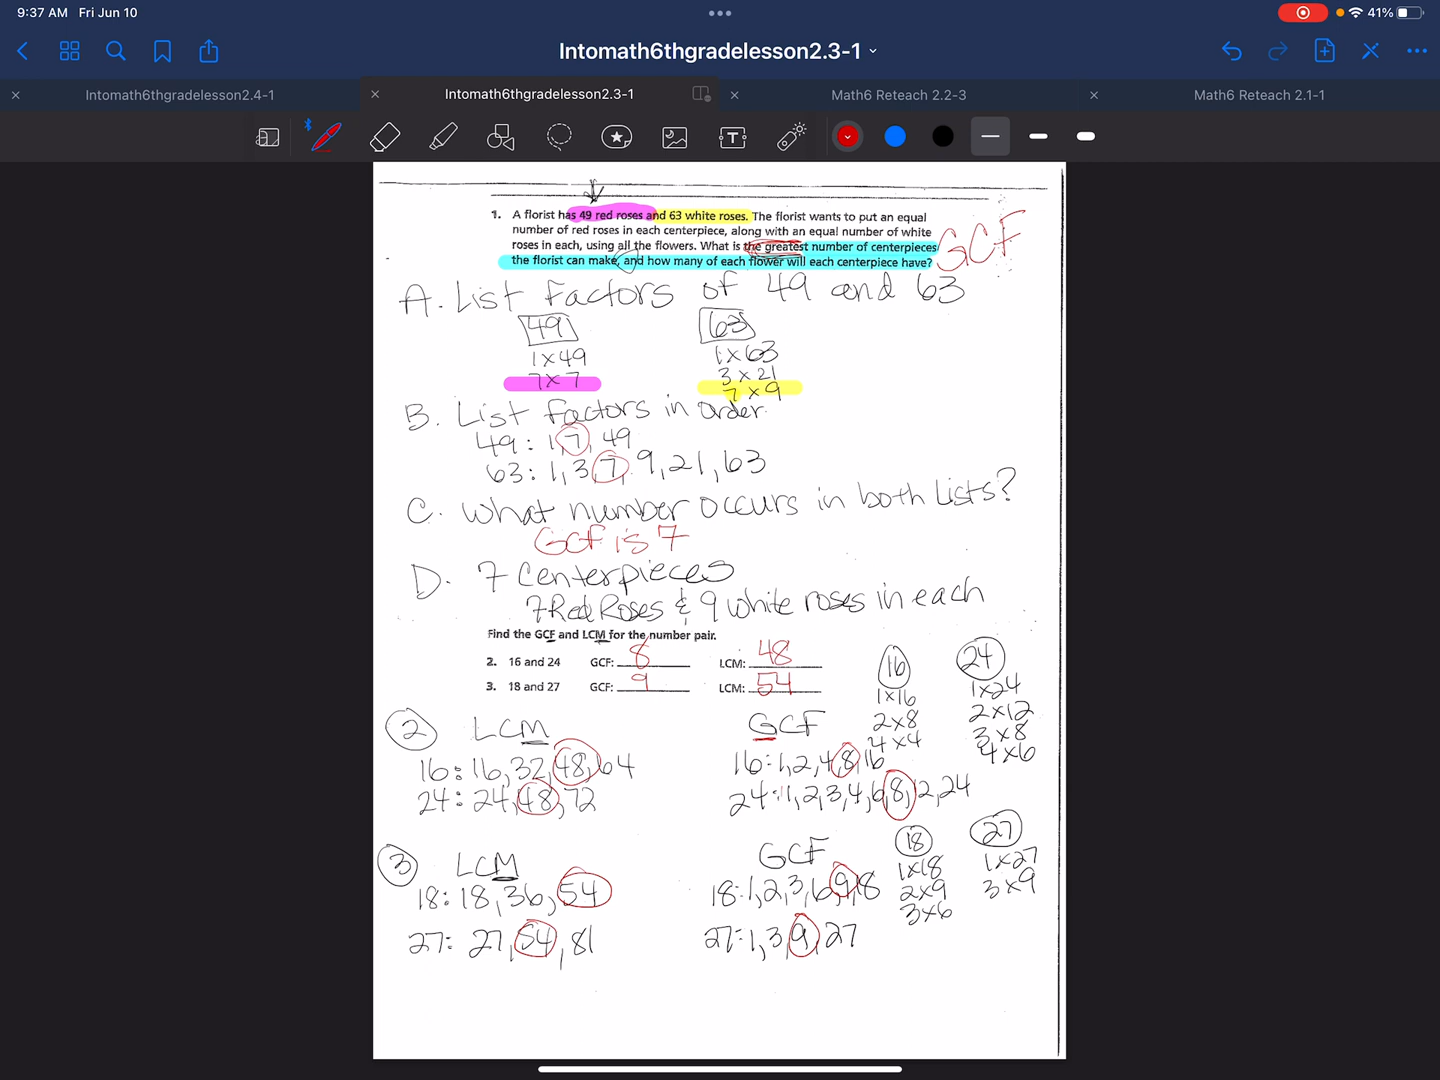 9:37 AM Fri Jun 10
41%
Intomath6thgradelesson2.3-1
Intomath6thgradelesson2.4-1
Intomath6thgradelesson2.3-1
Math6 Reteach 2.2-3
Math6 Reteach 2.1-1
1. A florist has 49 red roses and 63 white roses. The florist wants to put an equal
number of red roses in each centerpiece, along with an equal number of white
roses in each, using all the flowers. What is the greatest number of centerpieces
the florist can make, and how many of each flower will each centerpiece have?
GCF
A. List Factors of 49 and 63
49
63
1x49
1x63
7x7
3x21
7x9
B. List Factors in order.
49: 1, 7, 49
63: 1, 3, 7, 9, 21, 63
C. What number occurs in both Lists?
GCF is 7
D. 7 Centerpieces
7 Red Roses & 9 white roses in each
Find the GCF and LCM for the number pair.
2. 16 and 24 GCF: 8 LCM: 48
3. 18 and 27 GCF: 9 LCM: 54
16
24
1x16
1x24
2x8
2x12
4x4
3x8
4x6
2 LCM
GCF
16: 16, 32, 48, 64
16: 1, 2, 4, 8, 16
24: 24, 48, 72
24: 1, 2, 3, 4, 6, 8, 12, 24
3 LCM
GCF
18
27
1x18
1x27
2x9
3x9
3x6
18: 18, 36, 54
18: 1, 2, 3, 6, 9, 18
27: 27, 54, 81
27: 1, 3, 9, 27